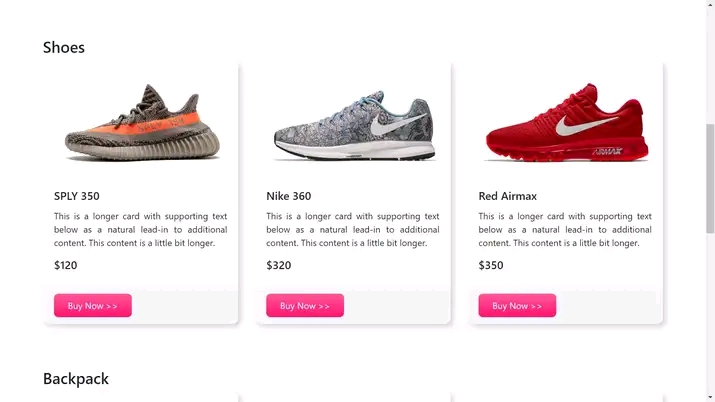 Shoes
SPLY 350
This is a longer card with supporting text
below as a natural lead-in to additional
content. This content is a little bit longer.
$120
Buy Now >>
Nike 360
This is a longer card with supporting text
below as a natural lead-in to additional
content. This content is a little bit longer.
$320
Buy Now >>
AIRMAX
Red Airmax
This is a longer card with supporting text
below as a natural lead-in to additional
content. This content is a little bit longer.
$350
Buy Now >>
Backpack